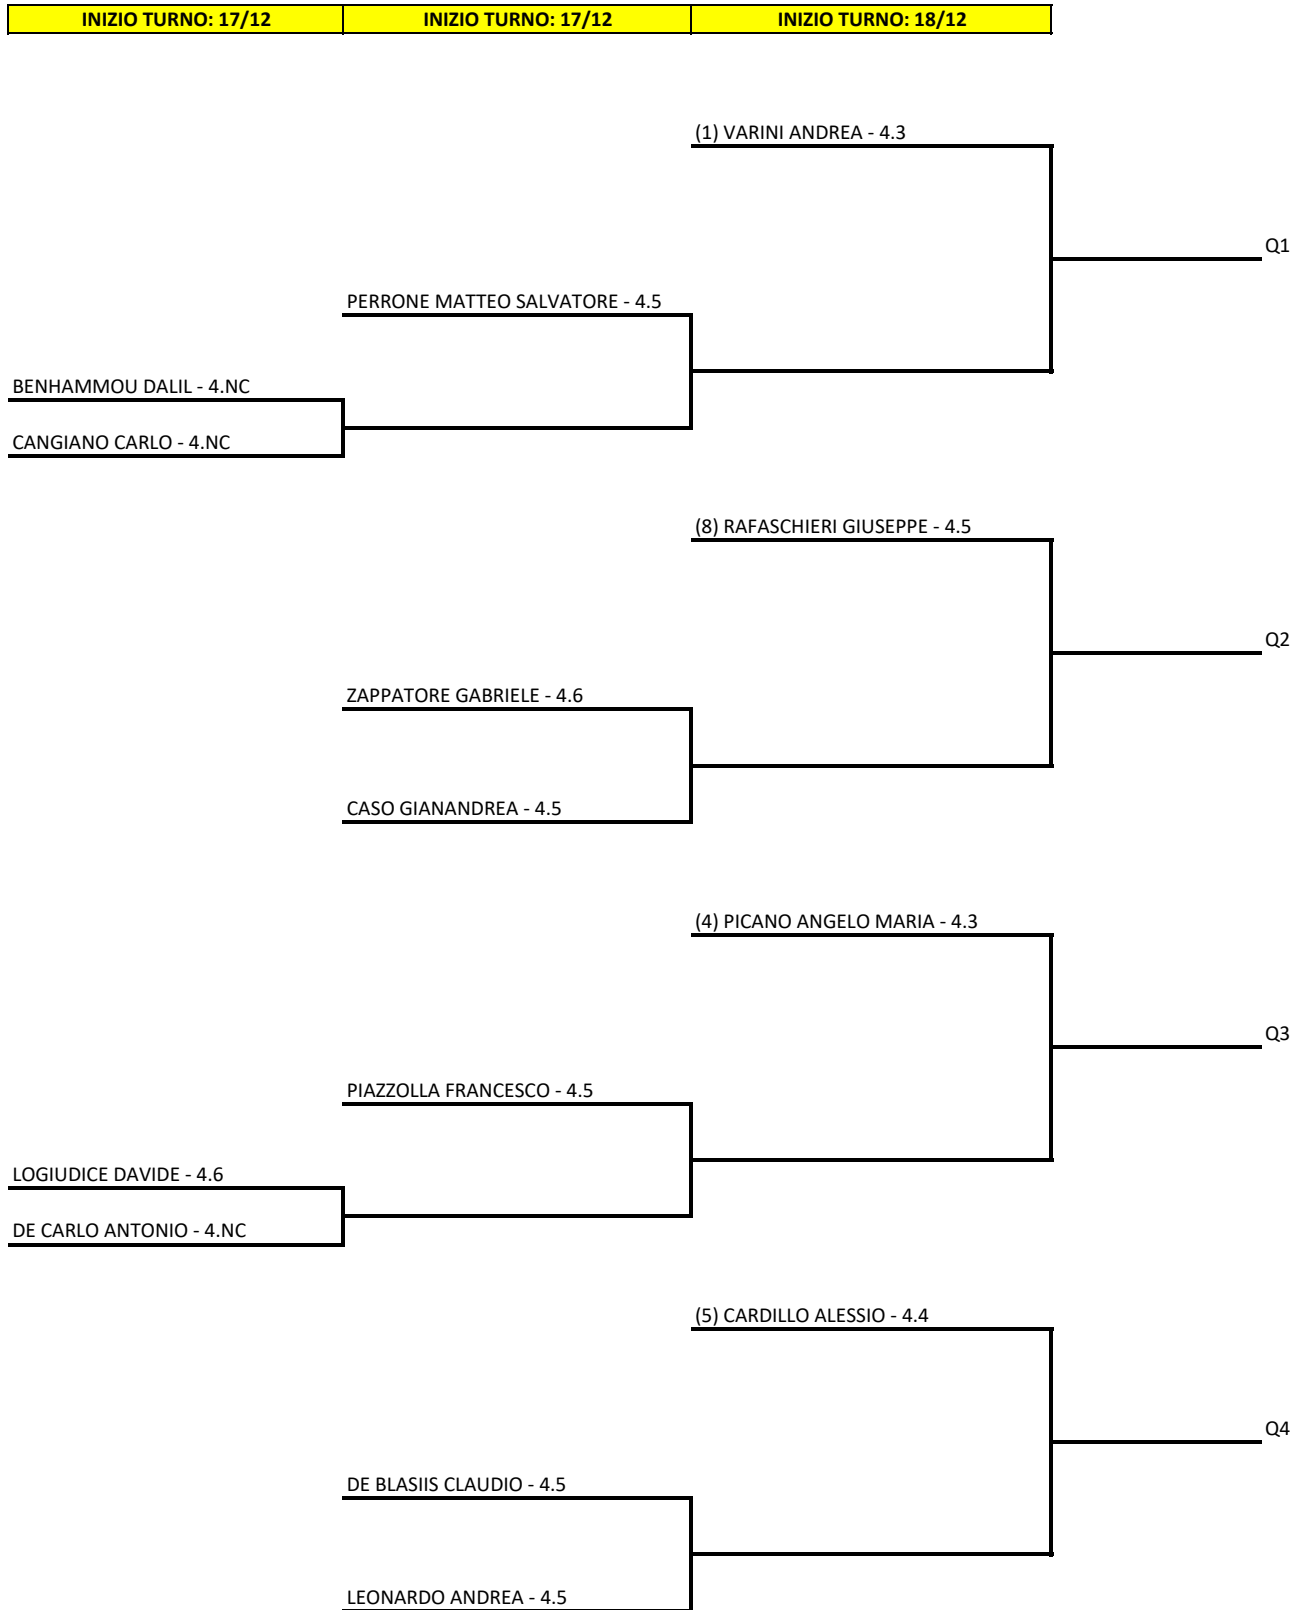 INIZIO TURNO: 17/12 INIZIO TURNO: 17/12 INIZIO TURNO: 18/12
(1) VARINI ANDREA - 4.3
Q1
PERRONE MATTEO SALVATORE - 4.5
BENHAMMOU DALIL - 4.NC
CANGIANO CARLO - 4.NC
(8) RAFASCHIERI GIUSEPPE - 4.5
Q2
ZAPPATORE GABRIELE - 4.6
CASO GIANANDREA - 4.5
(4) PICANO ANGELO MARIA - 4.3
Q3
PIAZZOLLA FRANCESCO - 4.5
LOGIUDICE DAVIDE - 4.6
DE CARLO ANTONIO - 4.NC
(5) CARDILLO ALESSIO - 4.4
Q4
DE BLASIIS CLAUDIO - 4.5
LEONARDO ANDREA - 4.5